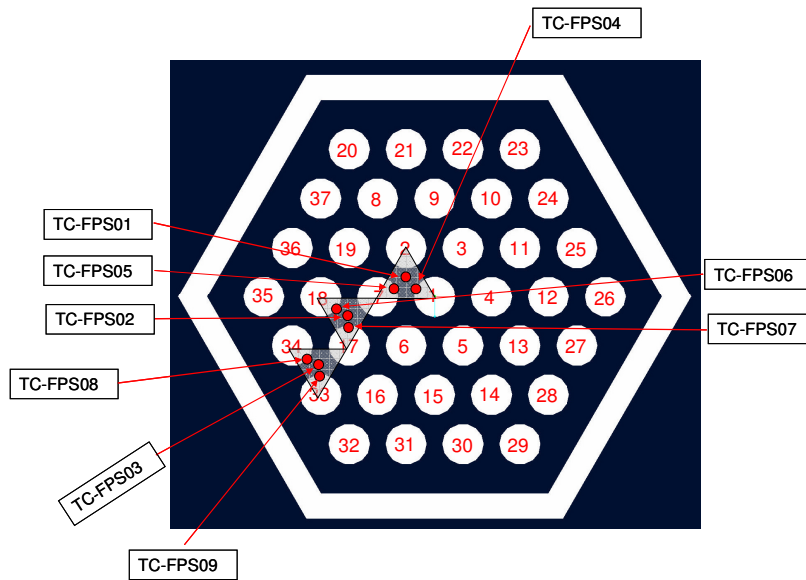 TC-FPS04
20 21 22 23
37 8 9 10 24
TC-FPS01
36 19 2 3 11 25
TC-FPS05
TC-FPS06
35 18 7 1 4 12 26
TC-FPS02
TC-FPS07
34 17 6 5 13 27
TC-FPS08
33 16 15 14 28
TC-FPS03
32 31 30 29
TC-FPS09